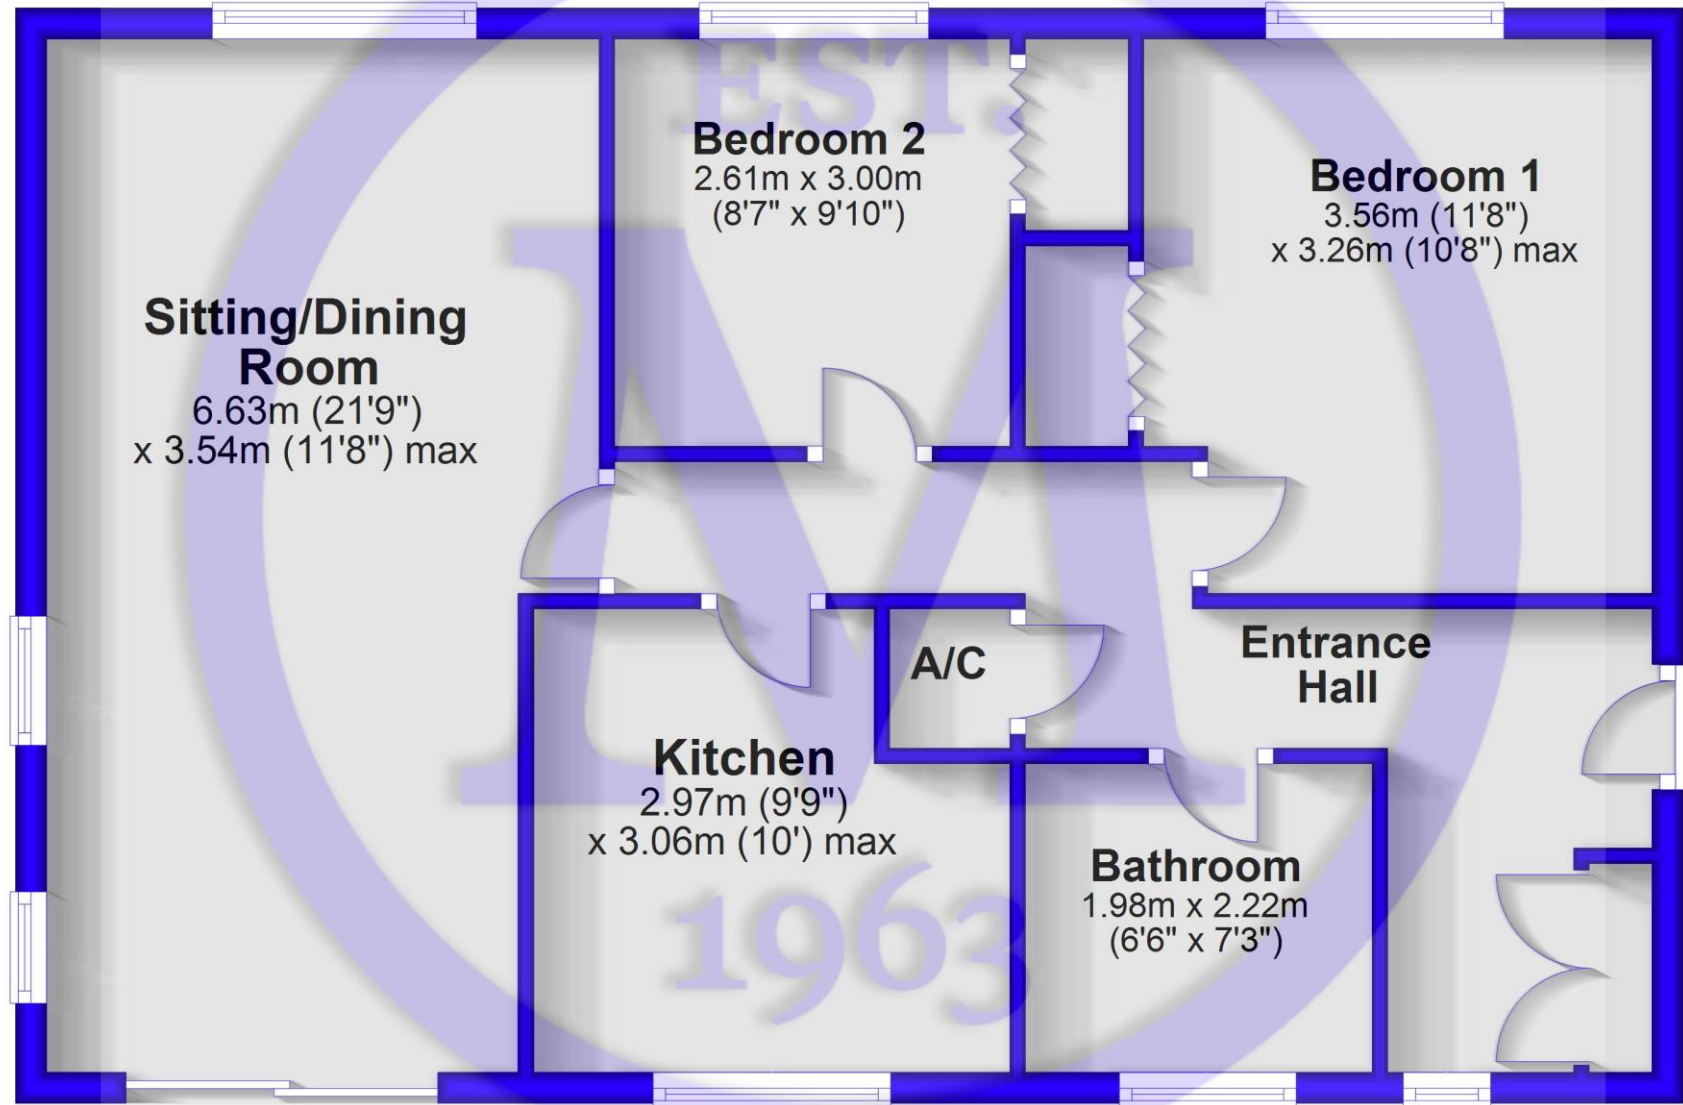 EST.
Bedroom 2
2.61m x 3.00m
(8'7" x 9'10")
Bedroom 1
3.56m (11'8")
x 3.26m (10'8") max
Sitting/Dining
Room
6.63m (21'9")
x 3.54m (11'8") max
A/C
Entrance
Hall
Kitchen
2.97m (9'9")
x 3.06m (10') max
Bathroom
1.98m x 2.22m
(6'6" x 7'3")
M
1963